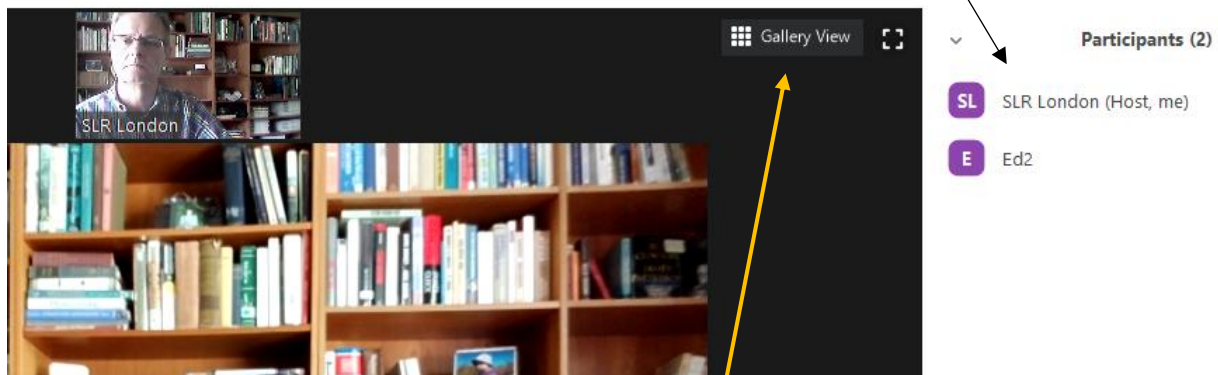 Gallery View
Participants (2)
SLR London
SL SLR London (Host, me)
E Ed2